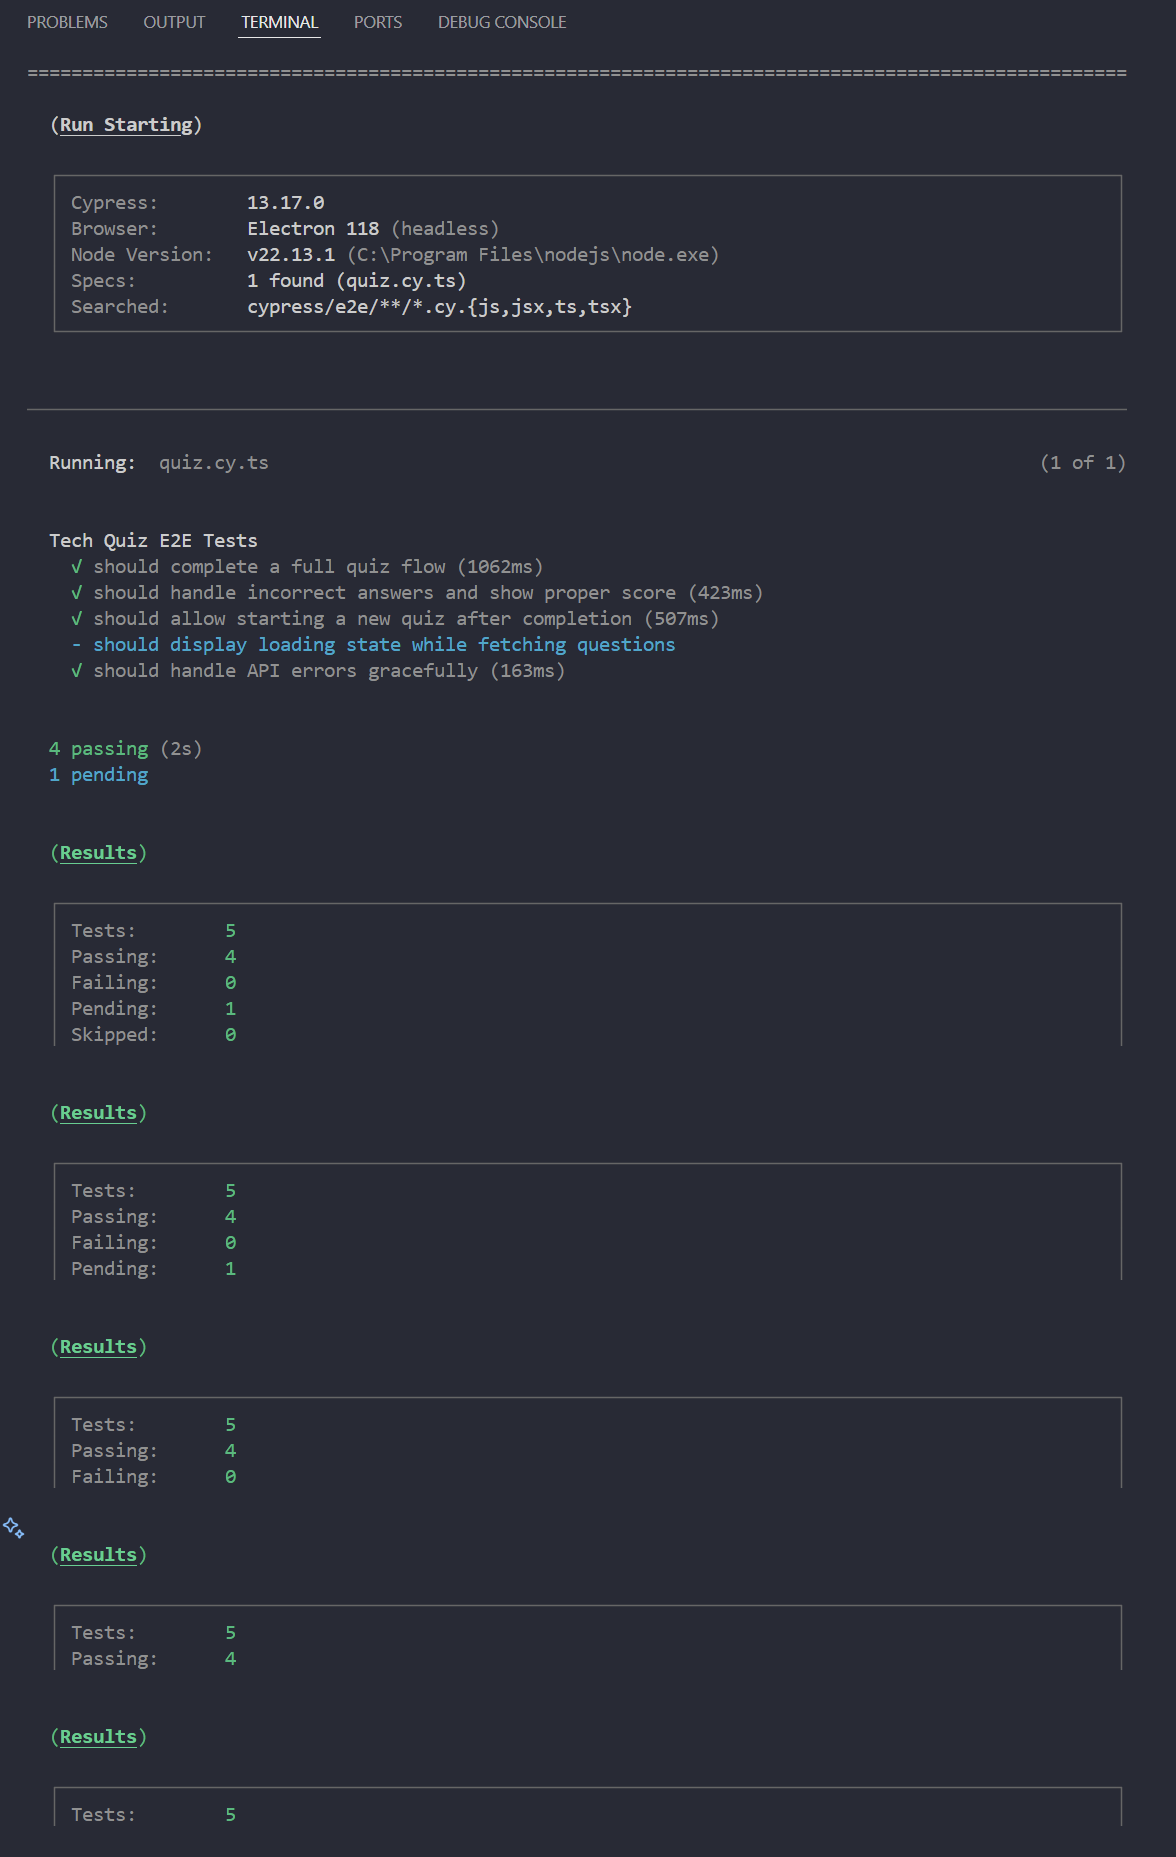 PROBLEMS OUTPUT TERMINAL PORTS DEBUG CONSOLE
====================================================================================================
(Run Starting)
Cypress: 13.17.0
Browser: Electron 118 (headless)
Node Version: v22.13.1 (C:\Program Files\nodejs\node.exe)
Specs: 1 found (quiz.cy.ts)
Searched: cypress/e2e/**/*.cy.{js,jsx,ts,tsx}
Running: quiz.cy.ts (1 of 1)
Tech Quiz E2E Tests
√ should complete a full quiz flow (1062ms)
√ should handle incorrect answers and show proper score (423ms)
√ should allow starting a new quiz after completion (507ms)
- should display loading state while fetching questions
√ should handle API errors gracefully (163ms)
4 passing (2s)
1 pending
(Results)
Tests: 5
Passing: 4
Failing: 0
Pending: 1
Skipped: 0
(Results)
Tests: 5
Passing: 4
Failing: 0
Pending: 1
(Results)
Tests: 5
Passing: 4
Failing: 0
(Results)
Tests: 5
Passing: 4
(Results)
Tests: 5